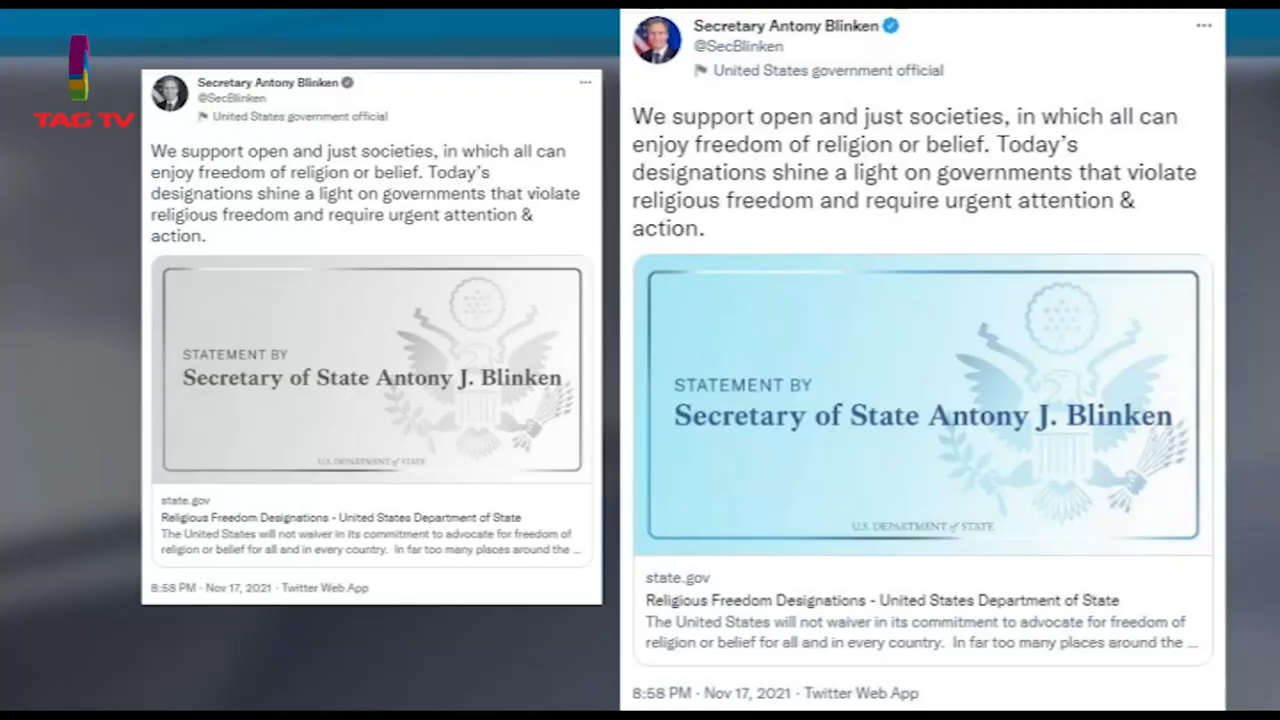 TAG TV
Secretary Antony Blinken
@SecBlinken
United States government official
We support open and just societies, in which all can
enjoy freedom of religion or belief. Today's
designations shine a light on governments that violate
religious freedom and require urgent attention &
action.
STATEMENT BY
Secretary of State Antony J. Blinken
U.S. DEPARTMENT of STATE
state.gov
Religious Freedom Designations - United States Department of State
The United States will not waiver in its commitment to advocate for freedom of
religion or belief for all and in every country. In far too many places around the ...
8:58 PM · Nov 17, 2021 · Twitter Web App
Secretary Antony Blinken
@SecBlinken
United States government official
We support open and just societies, in which all can
enjoy freedom of religion or belief. Today's
designations shine a light on governments that violate
religious freedom and require urgent attention &
action.
STATEMENT BY
Secretary of State Antony J. Blinken
U.S. DEPARTMENT of STATE
state.gov
Religious Freedom Designations - United States Department of State
The United States will not waiver in its commitment to advocate for freedom of
religion or belief for all and in every country. In far too many places around the ...
8:58 PM · Nov 17, 2021 · Twitter Web App